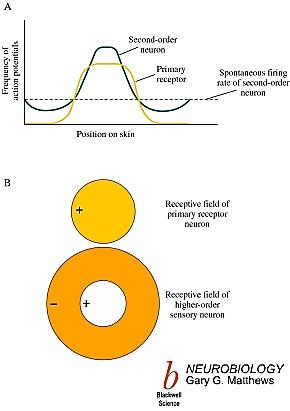 A
Second-order
neuron
Primary
receptor
Spontaneous firing
rate of second-order
neuron
Frequency of
action potentials
Position on skin
B
+
Receptive field of
primary receptor
neuron
− +
Receptive field of
higher-order
sensory neuron
b
Blackwell
Science
NEUROBIOLOGY
Gary G. Matthews